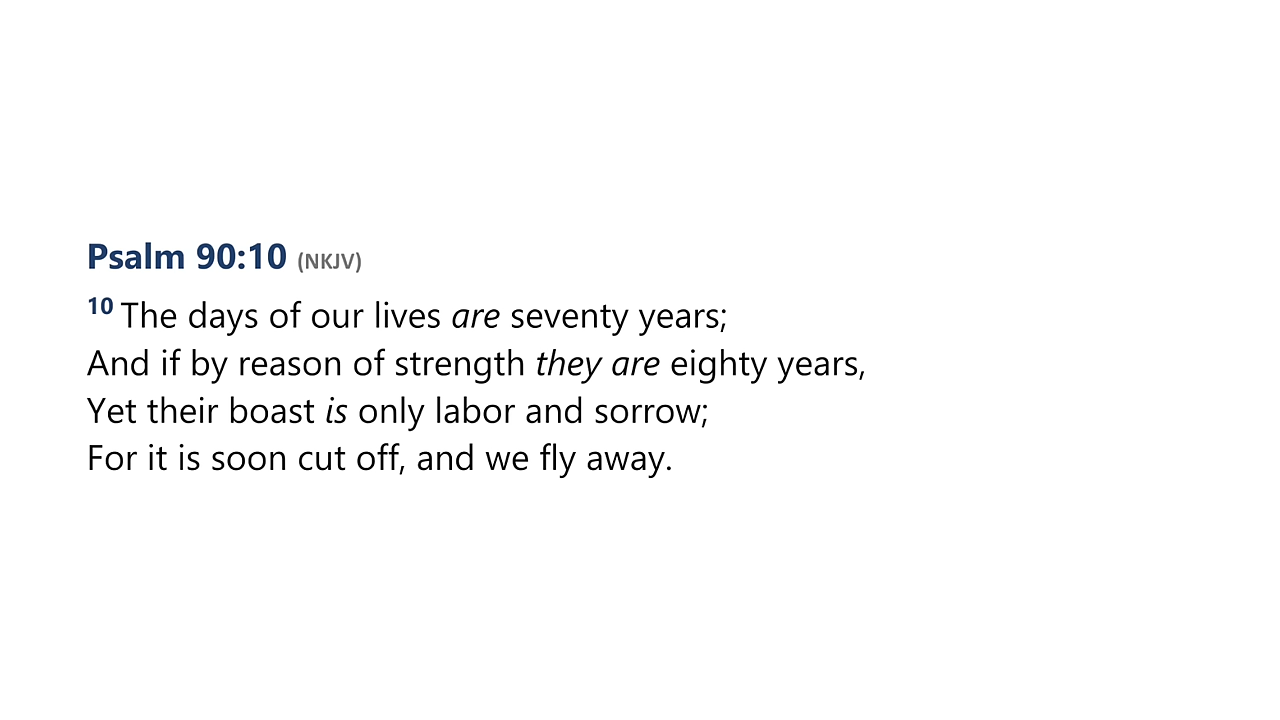 Psalm 90:10 (NKJV)
10 The days of our lives are seventy years;
And if by reason of strength they are eighty years,
Yet their boast is only labor and sorrow;
For it is soon cut off, and we fly away.